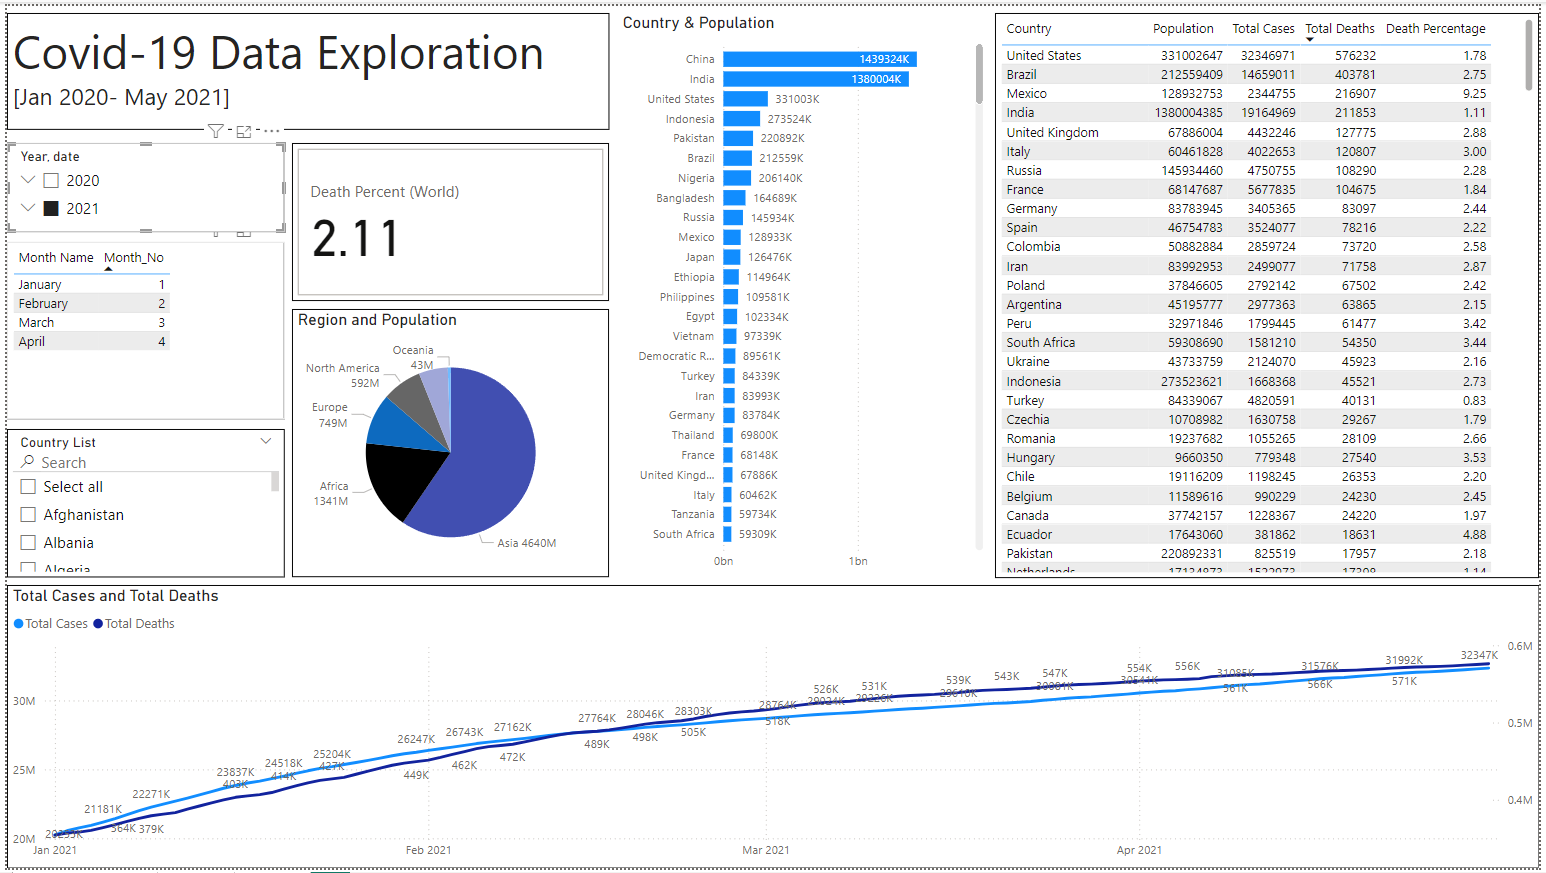 Covid-19 Data Exploration
[Jan 2020- May 2021]
Year, date
2020
2021
Month Name Month_No
January 1
February 2
March 3
April 4
Country List
Search
Select all
Afghanistan
Albania
Algeria
Death Percent (World)
2.11
Region and Population
Oceania
43M
North America
592M
Europe
749M
Africa
1341M
Asia 4640M
Country & Population
China 1439324K
India 1380004K
United States 331003K
Indonesia 273524K
Pakistan 220892K
Brazil 212559K
Nigeria 206140K
Bangladesh 164689K
Russia 145934K
Mexico 128933K
Japan 126476K
Ethiopia 114964K
Philippines 109581K
Egypt 102334K
Vietnam 97339K
Democratic R... 89561K
Turkey 84339K
Iran 83993K
Germany 83784K
Thailand 69800K
France 68148K
United Kingd... 67886K
Italy 60462K
Tanzania 59734K
South Africa 59309K
0bn 1bn
Country Population Total Cases Total Deaths Death Percentage
United States 331002647 32346971 576232 1.78
Brazil 212559409 14659011 403781 2.75
Mexico 128932753 2344755 216907 9.25
India 1380004385 19164969 211853 1.11
United Kingdom 67886004 4432246 127775 2.88
Italy 60461828 4022653 120807 3.00
Russia 145934460 4750755 108290 2.28
France 68147687 5677835 104675 1.84
Germany 83783945 3405365 83097 2.44
Spain 46754783 3524077 78216 2.22
Colombia 50882884 2859724 73720 2.58
Iran 83992953 2499077 71758 2.87
Poland 37846605 2792142 67502 2.42
Argentina 45195777 2977363 63865 2.15
Peru 32971846 1799445 61477 3.42
South Africa 59308690 1581210 54350 3.44
Ukraine 43733759 2124070 45923 2.16
Indonesia 273523621 1668368 45521 2.73
Turkey 84339067 4820591 40131 0.83
Czechia 10708982 1630758 29267 1.79
Romania 19237682 1055265 28109 2.66
Hungary 9660350 779348 27540 3.53
Chile 19116209 1198245 26353 2.20
Belgium 11589616 990229 24230 2.45
Canada 37742157 1228367 24220 1.97
Ecuador 17643060 381862 18631 4.88
Pakistan 220892331 825519 17957 2.18
Netherlands 17134873 1522973 17398 1.14
Total Cases and Total Deaths
Total Cases Total Deaths
30M
25M
20M
0.6M
0.5M
0.4M
21181K 22271K 23837K 24518K 25204K 26247K 26743K 27162K 27764K 28046K 28303K 28764K 29024K 29226K 29616K 30541K 31085K 31576K 31992K 32347K
364K 379K 403K 414K 427K 449K 462K 472K 489K 498K 505K 518K 526K 531K 539K 543K 547K 554K 556K 561K 566K 571K
Jan 2021 Feb 2021 Mar 2021 Apr 2021